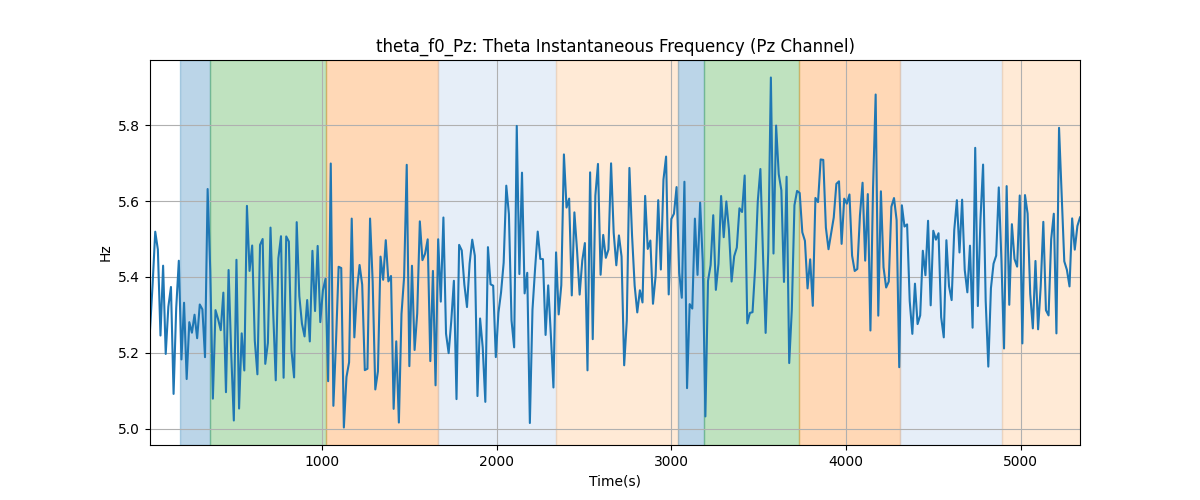 theta_f0_Pz: Theta Instantaneous Frequency (Pz Channel)
Hz
5.8
5.6
5.4
5.2
5.0
1000 2000 3000 4000 5000
Time(s)